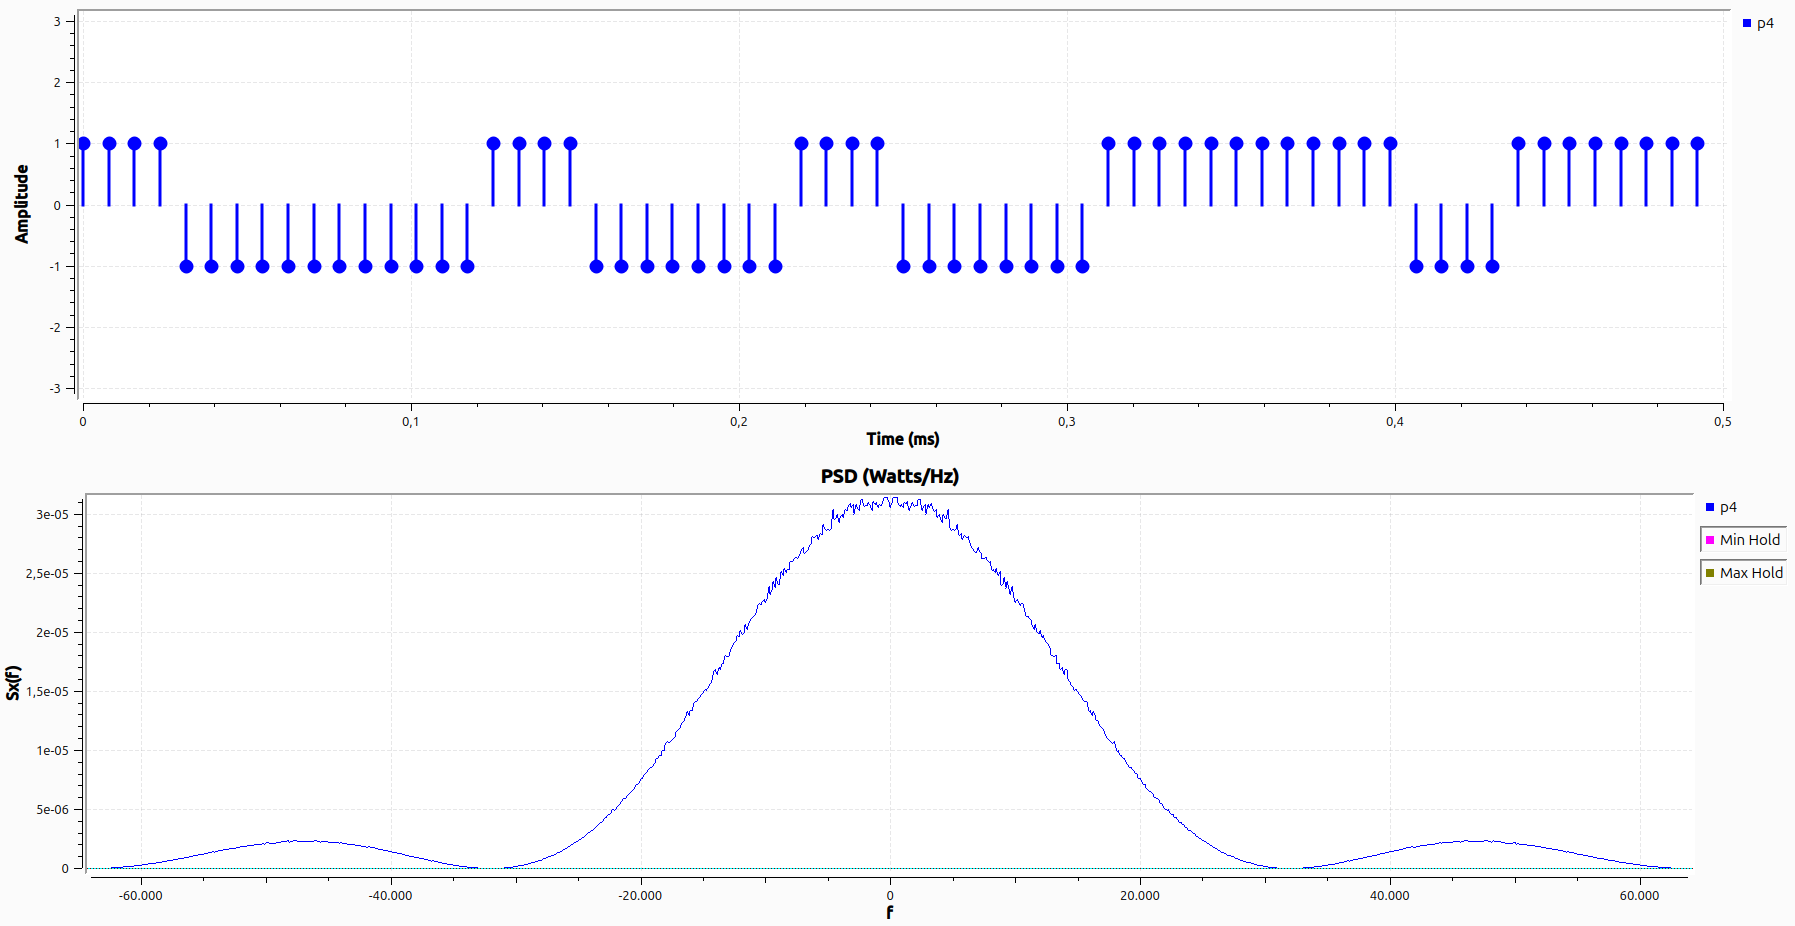 3
2
1
0
-1
-2
-3
Amplitude
0 0,1 0,2 0,3 0,4 0,5
Time (ms)
p4
PSD (Watts/Hz)
3e-05
2,5e-05
2e-05
1,5e-05
1e-05
5e-06
0
Sx(f)
-60.000 -40.000 -20.000 0 20.000 40.000 60.000
f
p4
Min Hold
Max Hold